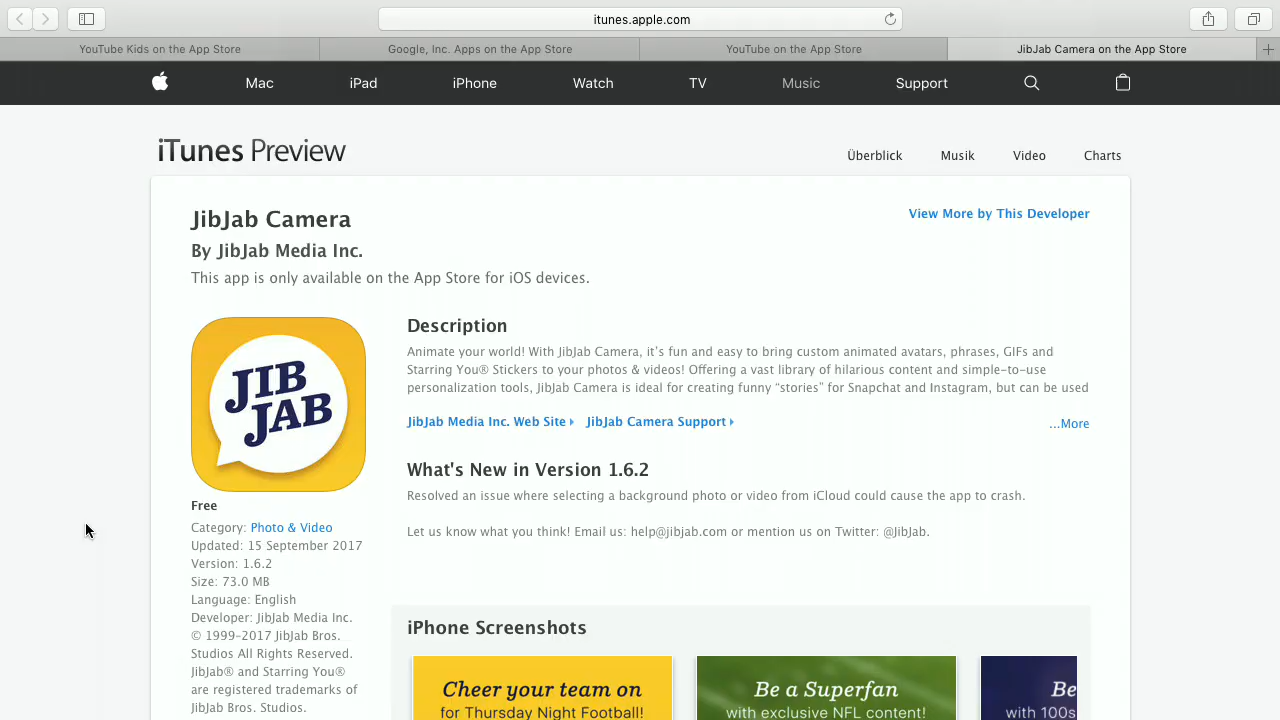 itunes.apple.com
YouTube Kids on the App Store
Google, Inc. Apps on the App Store
YouTube on the App Store
JibJab Camera on the App Store
Mac
iPad
iPhone
Watch
TV
Music
Support
iTunes Preview
Überblick
Musik
Video
Charts
JibJab Camera
View More by This Developer
By JibJab Media Inc.
This app is only available on the App Store for iOS devices.
JIB
JAB
Free
Category: Photo & Video
Updated: 15 September 2017
Version: 1.6.2
Size: 73.0 MB
Language: English
Developer: JibJab Media Inc.
© 1999-2017 JibJab Bros.
Studios All Rights Reserved.
JibJab® and Starring You®
are registered trademarks of
JibJab Bros. Studios.
Description
Animate your world! With JibJab Camera, it's fun and easy to bring custom animated avatars, phrases, GIFs and
Starring You® Stickers to your photos & videos! Offering a vast library of hilarious content and simple-to-use
personalization tools, JibJab Camera is ideal for creating funny “stories” for Snapchat and Instagram, but can be used
JibJab Media Inc. Web Site
JibJab Camera Support
...More
What's New in Version 1.6.2
Resolved an issue where selecting a background photo or video from iCloud could cause the app to crash.
Let us know what you think! Email us: help@jibjab.com or mention us on Twitter: @JibJab.
iPhone Screenshots
Cheer your team on
for Thursday Night Football!
Be a Superfan
with exclusive NFL content!
Be
with 100s